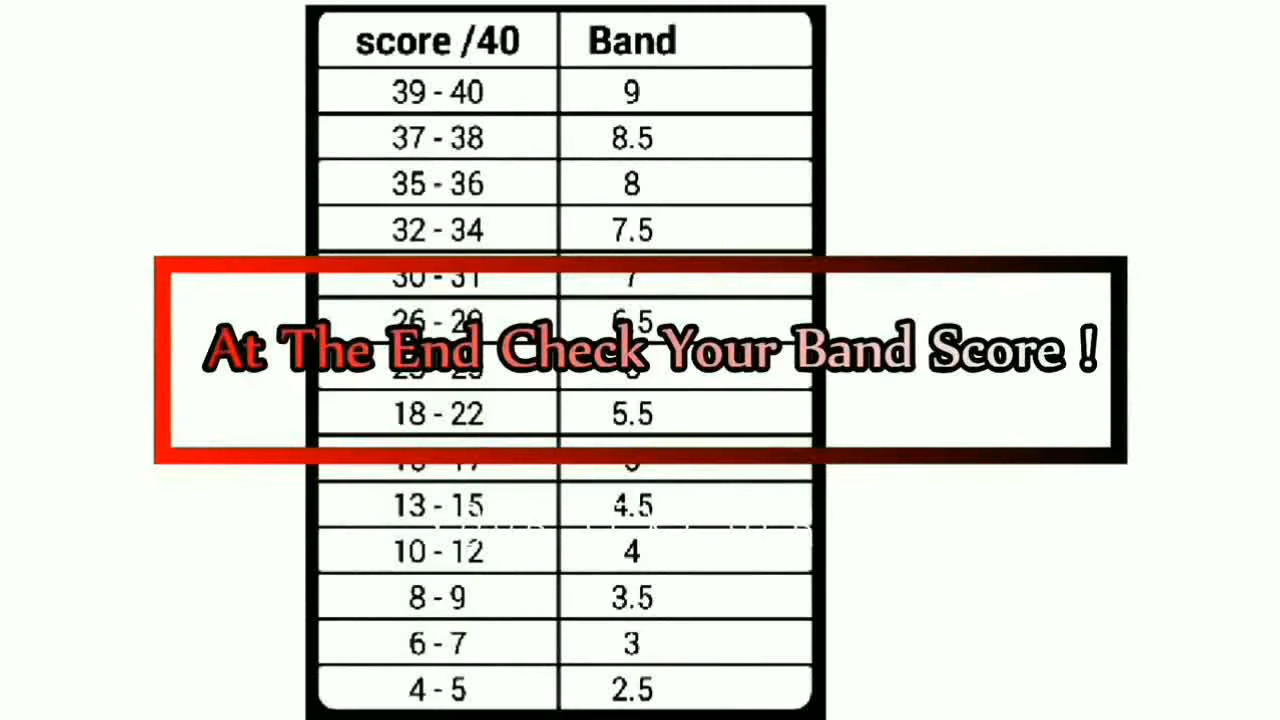 score /40 Band
39 - 40 9
37 - 38 8.5
35 - 36 8
32 - 34 7.5
30 - 31 7
26 - 29 6.5
At The End Check Your Band Score !
18 - 22 5.5
13 - 15 4.5
10 - 12 4
8 - 9 3.5
6 - 7 3
4 - 5 2.5